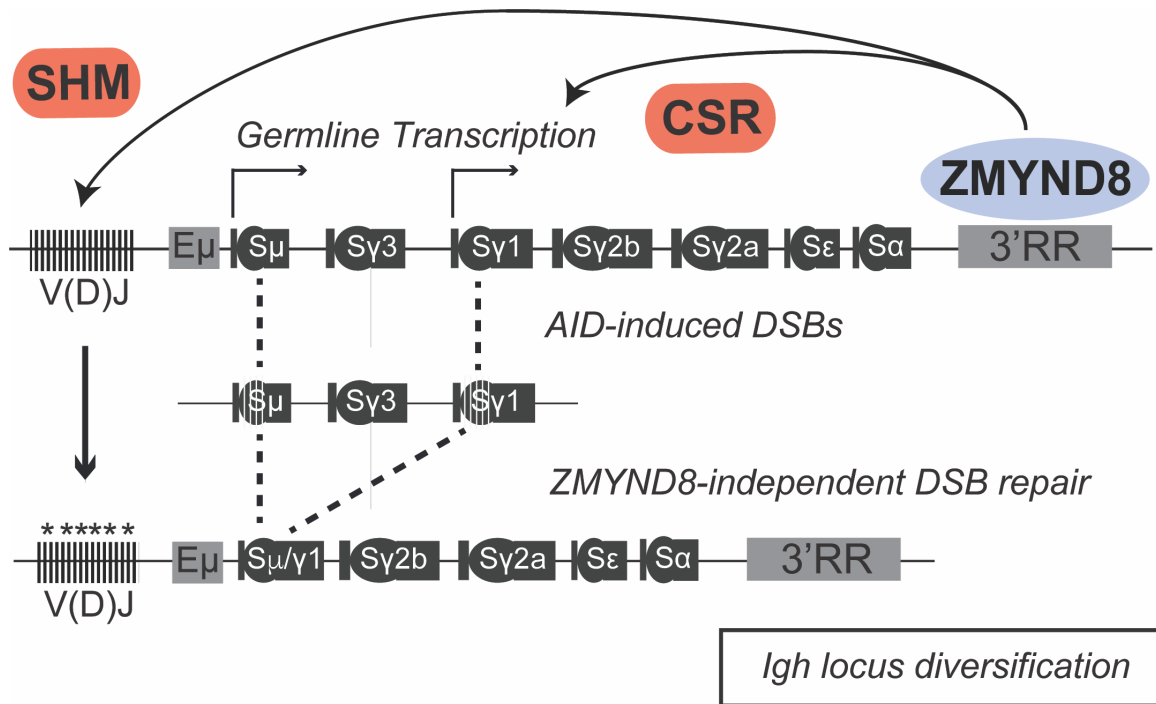 SHM
CSR
Germline Transcription
ZMYND8
Eμ
Sμ
Sγ3
Sγ1
Sγ2b
Sγ2a
Sε
Sα
3'RR
V(D)J
AID-induced DSBs
Sμ
Sγ3
Sγ1
ZMYND8-independent DSB repair
* ****** *
Eμ
Sμ/γ1
Sγ2b
Sγ2a
Sε
Sα
3'RR
V(D)J
Igh locus diversification